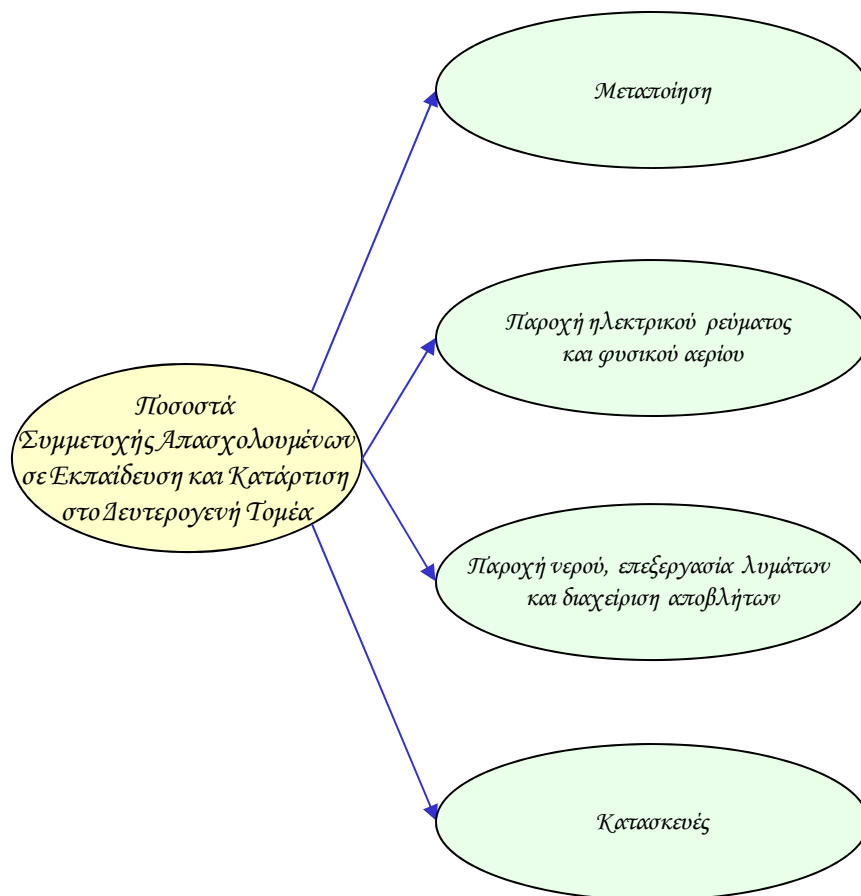 Μεταποίηση
Παροχή ηλεκτρικού ρεύματος
και φυσικού αερίου
Ποσοστά
Συμμετοχής Απασχολουμένων
σε Εκπαίδευση και Κατάρτιση
στο Δευτερογενή Τομέα
Παροχή νερού, επεξεργασία λυμάτων
και διαχείριση αποβλήτων
Κατασκευές